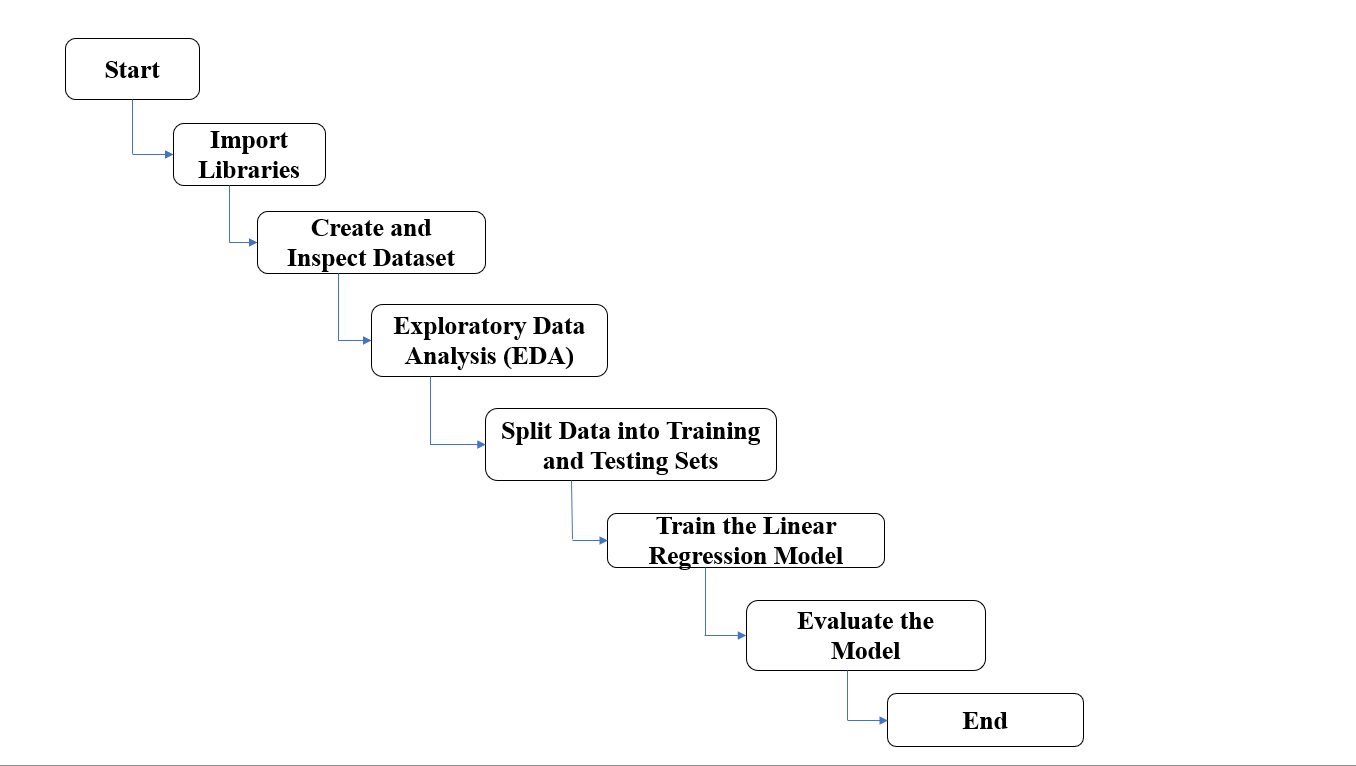 Start
Import
Libraries
Create and
Inspect Dataset
Exploratory Data
Analysis (EDA)
Split Data into Training
and Testing Sets
Train the Linear
Regression Model
Evaluate the
Model
End